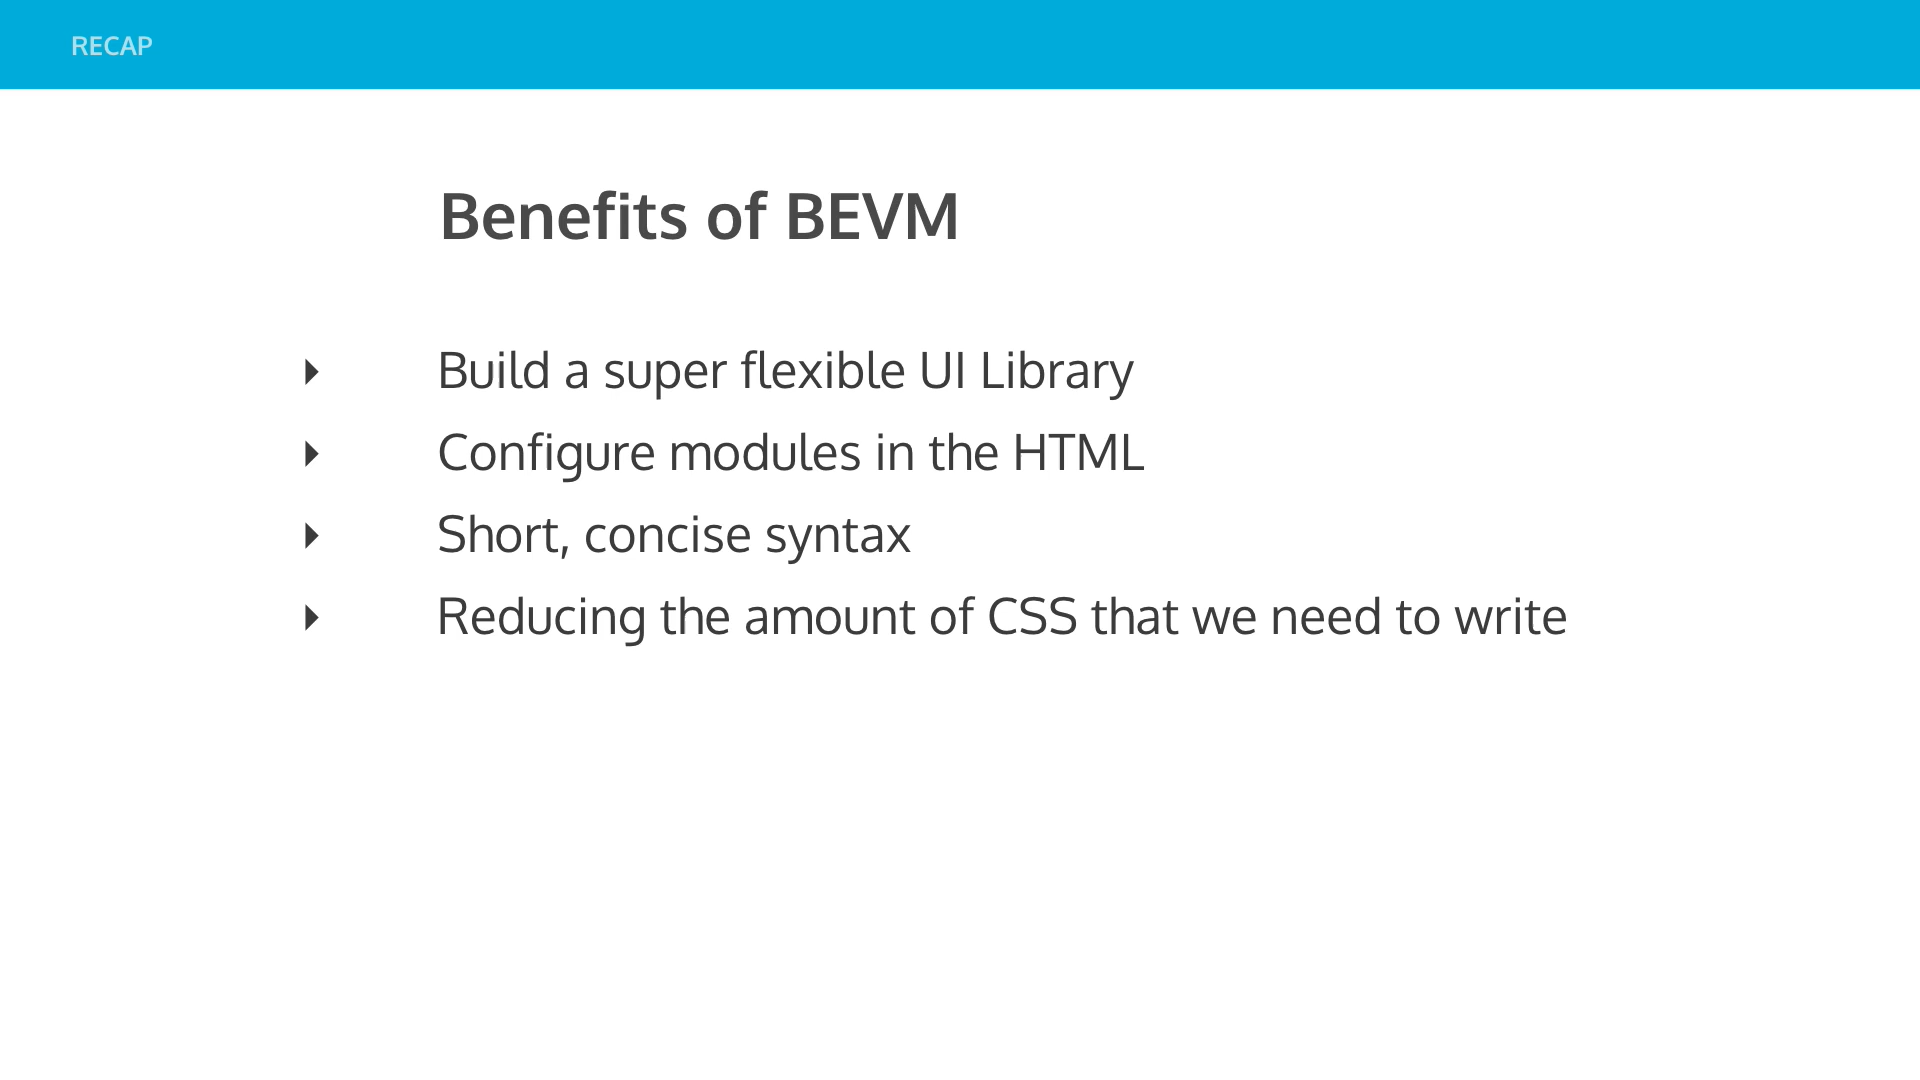 RECAP
Benefits of BEVM
Build a super flexible UI Library
Configure modules in the HTML
Short, concise syntax
Reducing the amount of CSS that we need to write